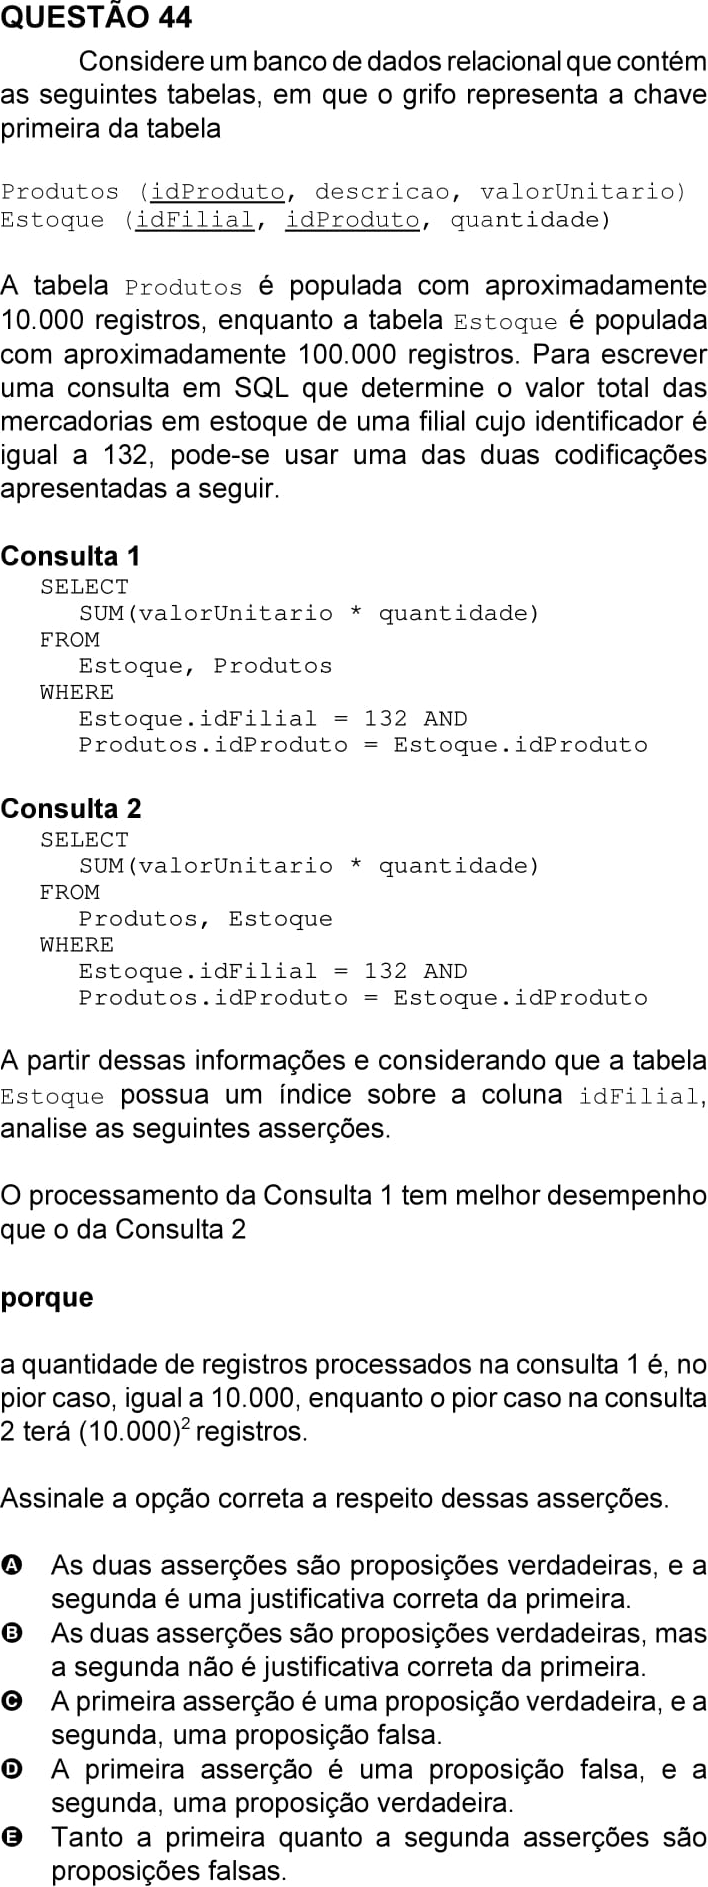 QUESTÃO 44
Considere um banco de dados relacional que contém
as seguintes tabelas, em que o grifo representa a chave
primeira da tabela
Produtos (idProduto, descricao, valorUnitario)
Estoque (idFilial, idProduto, quantidade)
A tabela Produtos é populada com aproximadamente
10.000 registros, enquanto a tabela Estoque é populada
com aproximadamente 100.000 registros. Para escrever
uma consulta em SQL que determine o valor total das
mercadorias em estoque de uma filial cujo identificador é
igual a 132, pode-se usar uma das duas codificações
apresentadas a seguir.
Consulta 1
SELECT
SUM(valorUnitario * quantidade)
FROM
Estoque, Produtos
WHERE
Estoque.idFilial = 132 AND
Produtos.idProduto = Estoque.idProduto
Consulta 2
SELECT
SUM(valorUnitario * quantidade)
FROM
Produtos, Estoque
WHERE
Estoque.idFilial = 132 AND
Produtos.idProduto = Estoque.idProduto
A partir dessas informações e considerando que a tabela
Estoque possua um índice sobre a coluna idFilial,
analise as seguintes asserções.
O processamento da Consulta 1 tem melhor desempenho
que o da Consulta 2
porque
a quantidade de registros processados na consulta 1 é, no
pior caso, igual a 10.000, enquanto o pior caso na consulta
2 terá (10.000)² registros.
Assinale a opção correta a respeito dessas asserções.
A As duas asserções são proposições verdadeiras, e a
segunda é uma justificativa correta da primeira.
B As duas asserções são proposições verdadeiras, mas
a segunda não é justificativa correta da primeira.
C A primeira asserção é uma proposição verdadeira, e a
segunda, uma proposição falsa.
D A primeira asserção é uma proposição falsa, e a
segunda, uma proposição verdadeira.
E Tanto a primeira quanto a segunda asserções são
proposições falsas.